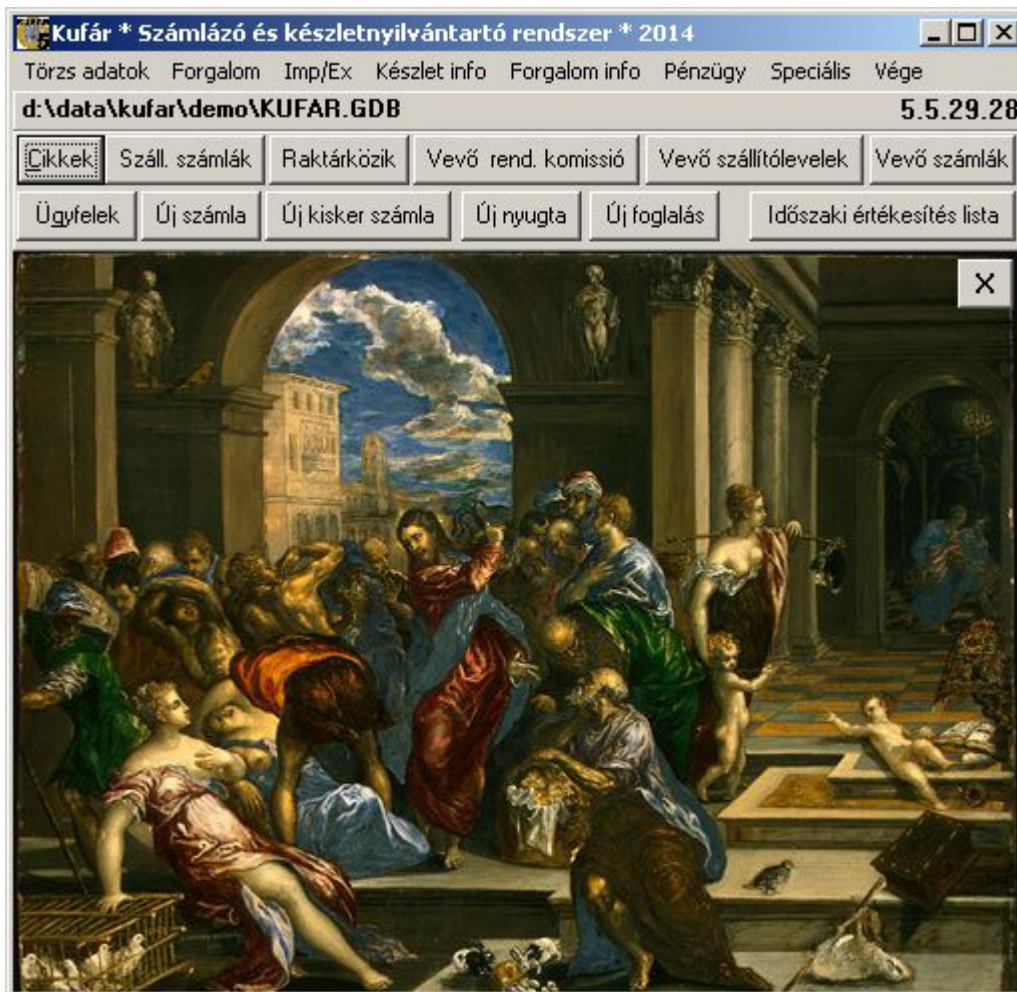 Kufár * Számlázó és készletnyilvántartó rendszer * 2014
Törzs adatok Forgalom Imp/Ex Készlet info Forgalom info Pénzügy Speciális Vége
d:\data\kufar\demo\KUFAR.GDB 5.5.29.28
Cikkek Száll. számlák Raktárközik Vevő rend. komissió Vevő szállítólevelek Vevő számlák
Ügyfelek Új számla Új kisker számla Új nyugta Új foglalás Időszaki értékesítés lista
X